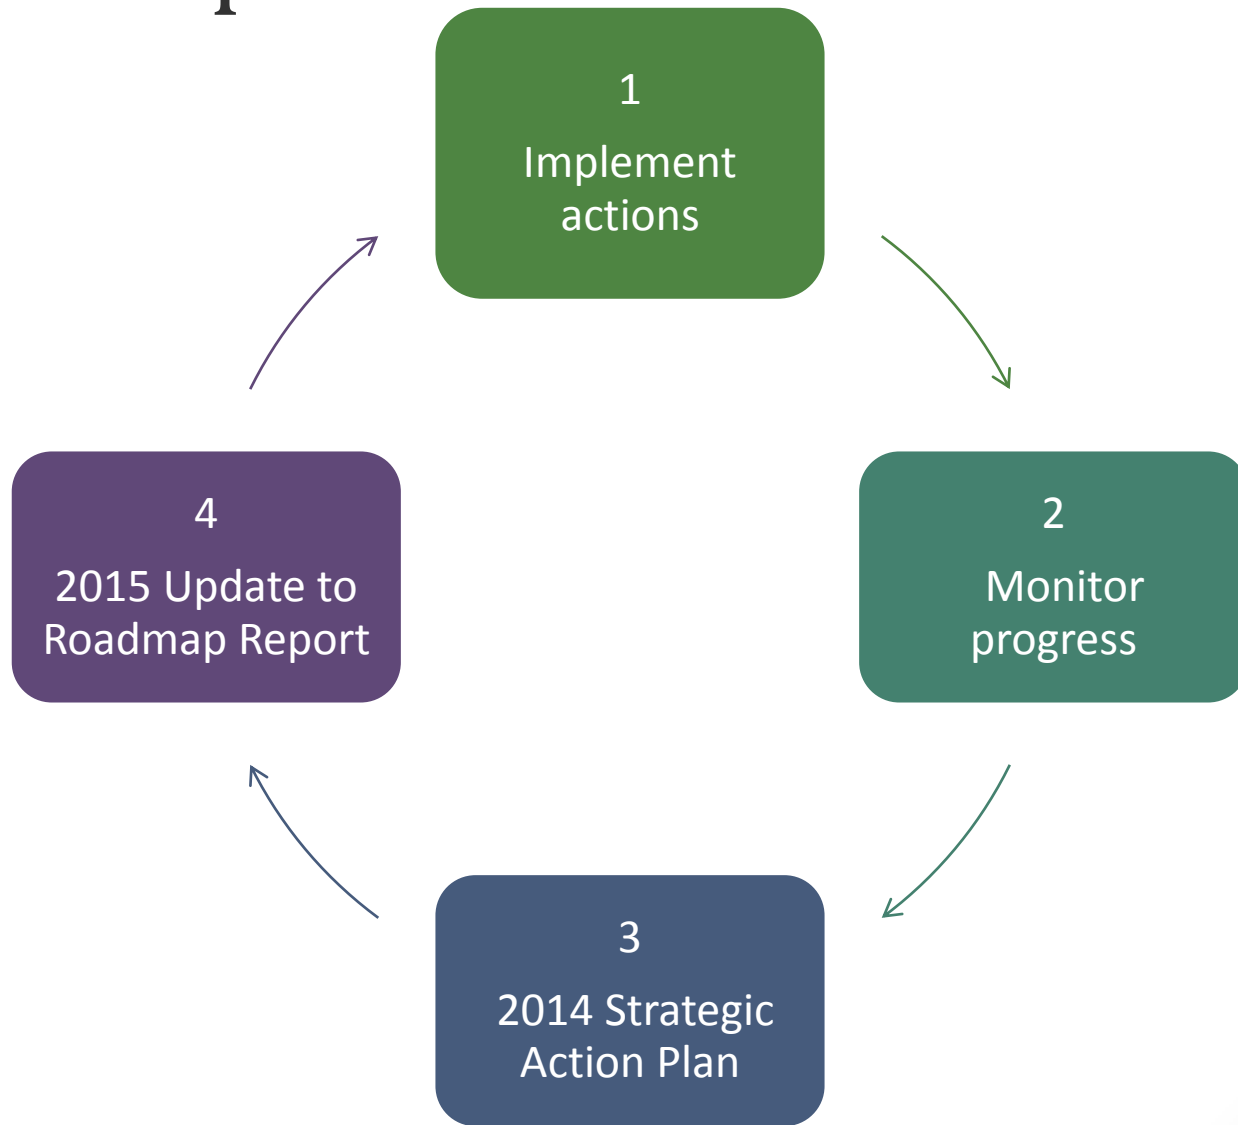 1
Implement
actions
2
Monitor
progress
3
2014 Strategic
Action Plan
4
2015 Update to
Roadmap Report